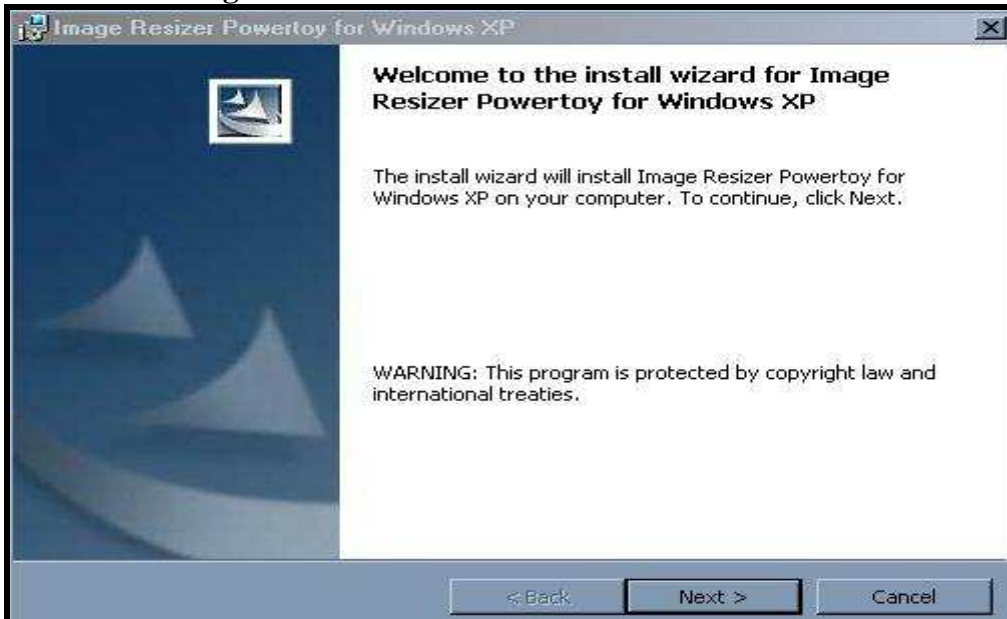 Image Resizer Powertoy for Windows XP
Welcome to the install wizard for Image
Resizer Powertoy for Windows XP
The install wizard will install Image Resizer Powertoy for
Windows XP on your computer. To continue, click Next.
WARNING: This program is protected by copyright law and
international treaties.
< Back
Next >
Cancel